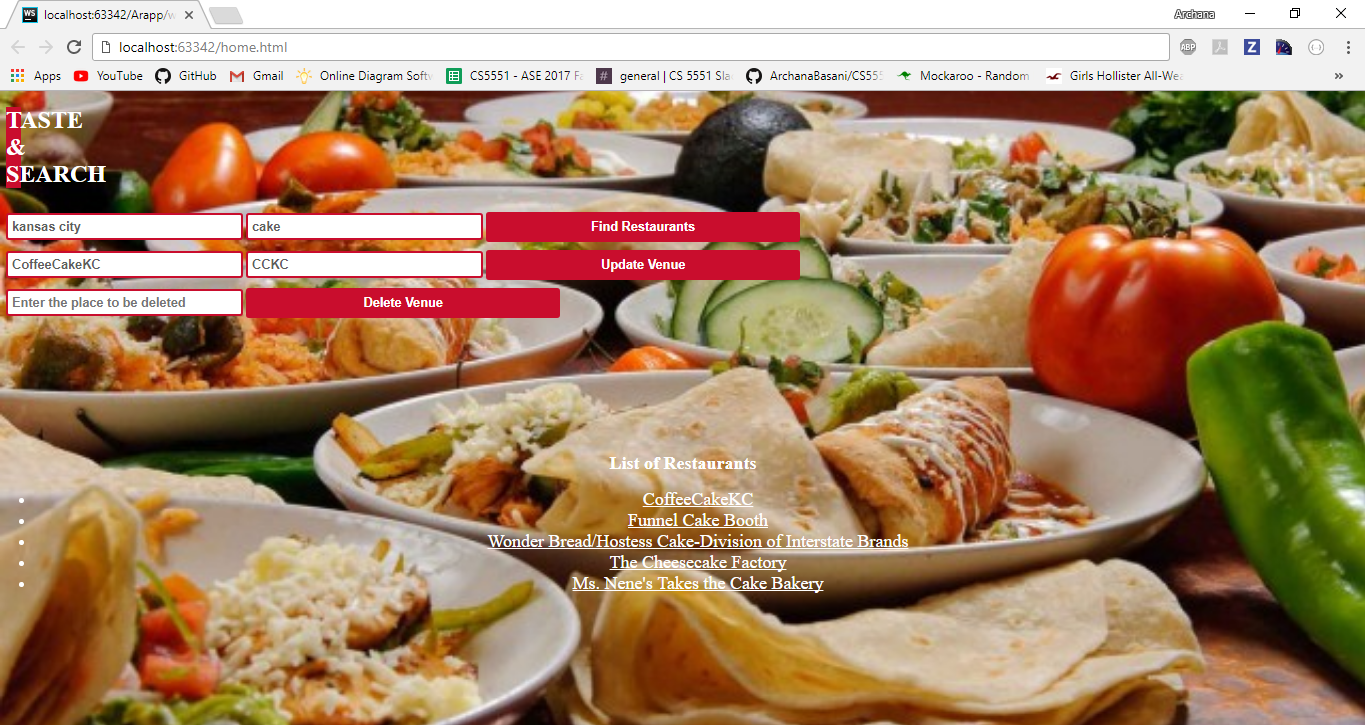 WS localhost:63342/Arapp/w
Archana
localhost:63342/home.html
ABP Z
Apps YouTube GitHub Gmail Online Diagram Softw CS5551 - ASE 2017 Fa # general | CS 5551 Sla ArchanaBasani/CS555 Mockaroo - Random Girls Hollister All-Wea »
TASTE
&
SEARCH
kansas city cake Find Restaurants
CoffeeCakeKC CCKC Update Venue
Enter the place to be deleted Delete Venue
List of Restaurants
CoffeeCakeKC
Funnel Cake Booth
Wonder Bread/Hostess Cake-Division of Interstate Brands
The Cheesecake Factory
Ms. Nene's Takes the Cake Bakery